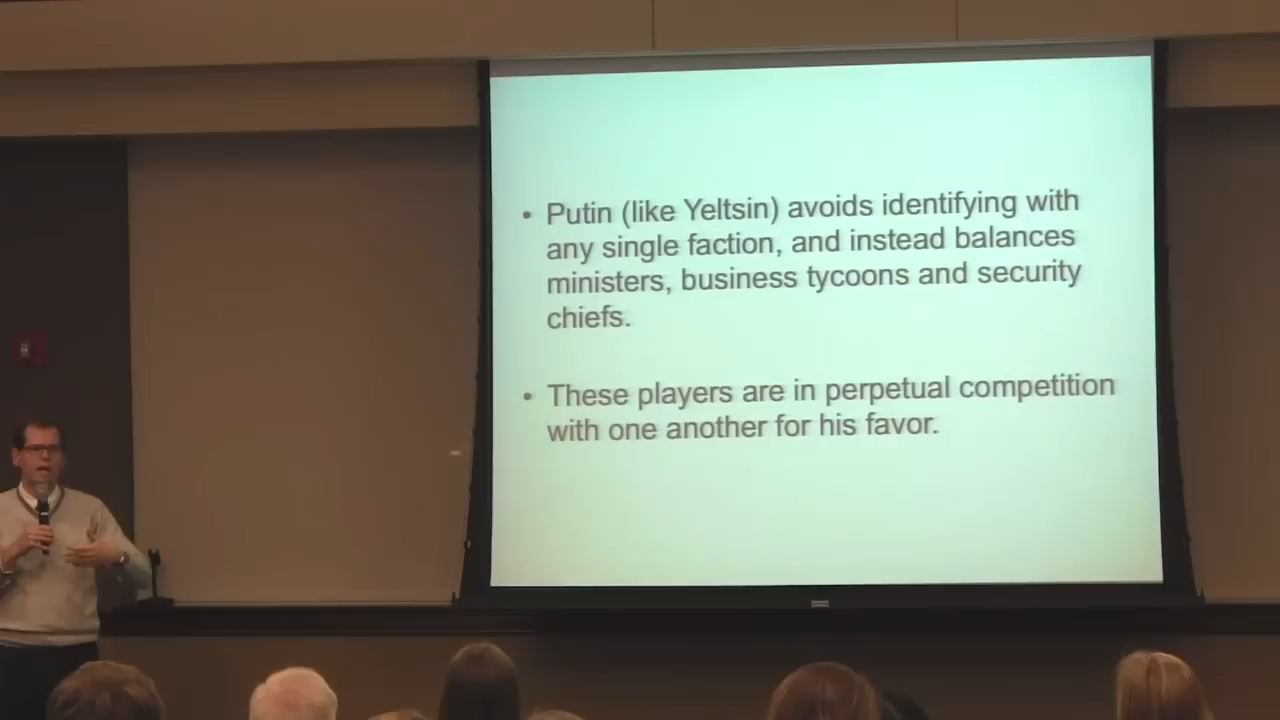 • Putin (like Yeltsin) avoids identifying with
any single faction, and instead balances
ministers, business tycoons and security
chiefs.
• These players are in perpetual competition
with one another for his favor.